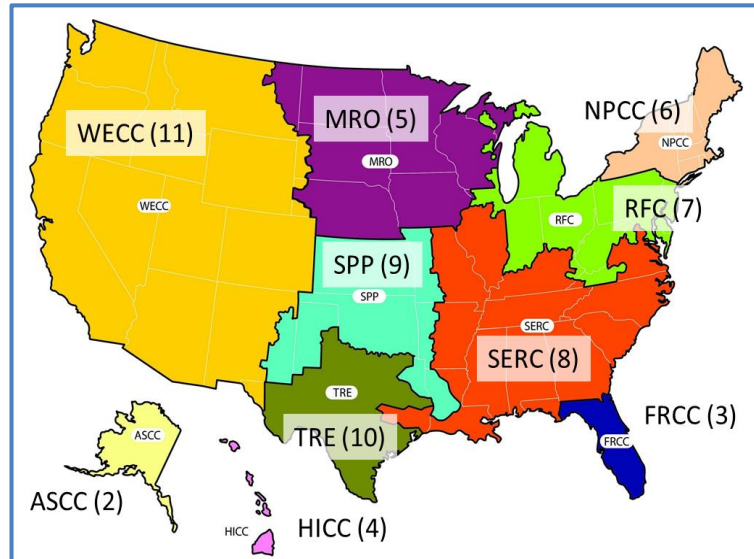 WECC (11)
WECC
MRO (5)
MRO
NPCC (6)
NPCC
RFC (7)
RFC
SPP (9)
SPP
SERC
SERC (8)
TRE
TRE (10)
FRCC (3)
FRCC
ASCC
ASCC (2)
HICC
HICC (4)